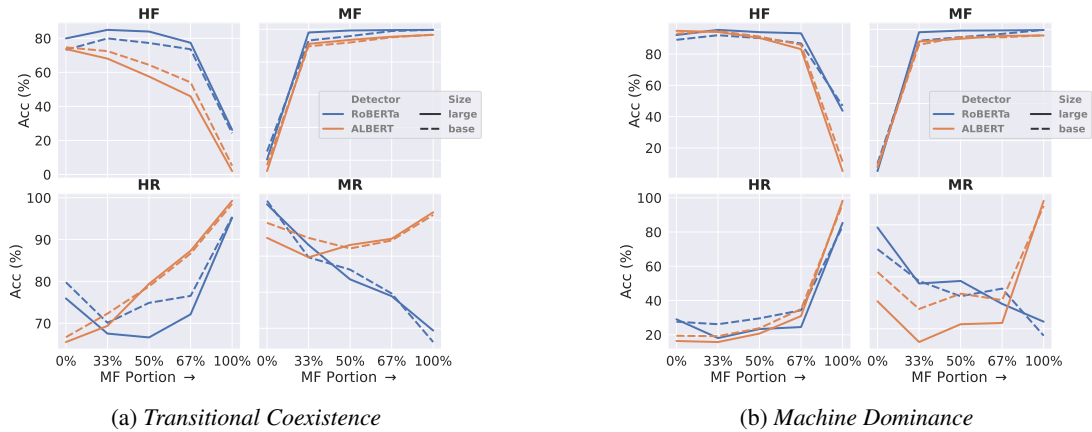 HF MF
Acc (%)
80
60
40
20
0
Detector Size
RoBERTa large
ALBERT base
HR MR
Acc (%)
100
90
80
70
0% 33% 50% 67% 100% 0% 33% 50% 67% 100%
MF Portion → MF Portion →
(a) Transitional Coexistence
HF MF
Acc (%)
80
60
40
20
Detector Size
RoBERTa large
ALBERT base
HR MR
Acc (%)
100
80
60
40
20
0% 33% 50% 67% 100% 0% 33% 50% 67% 100%
MF Portion → MF Portion →
(b) Machine Dominance